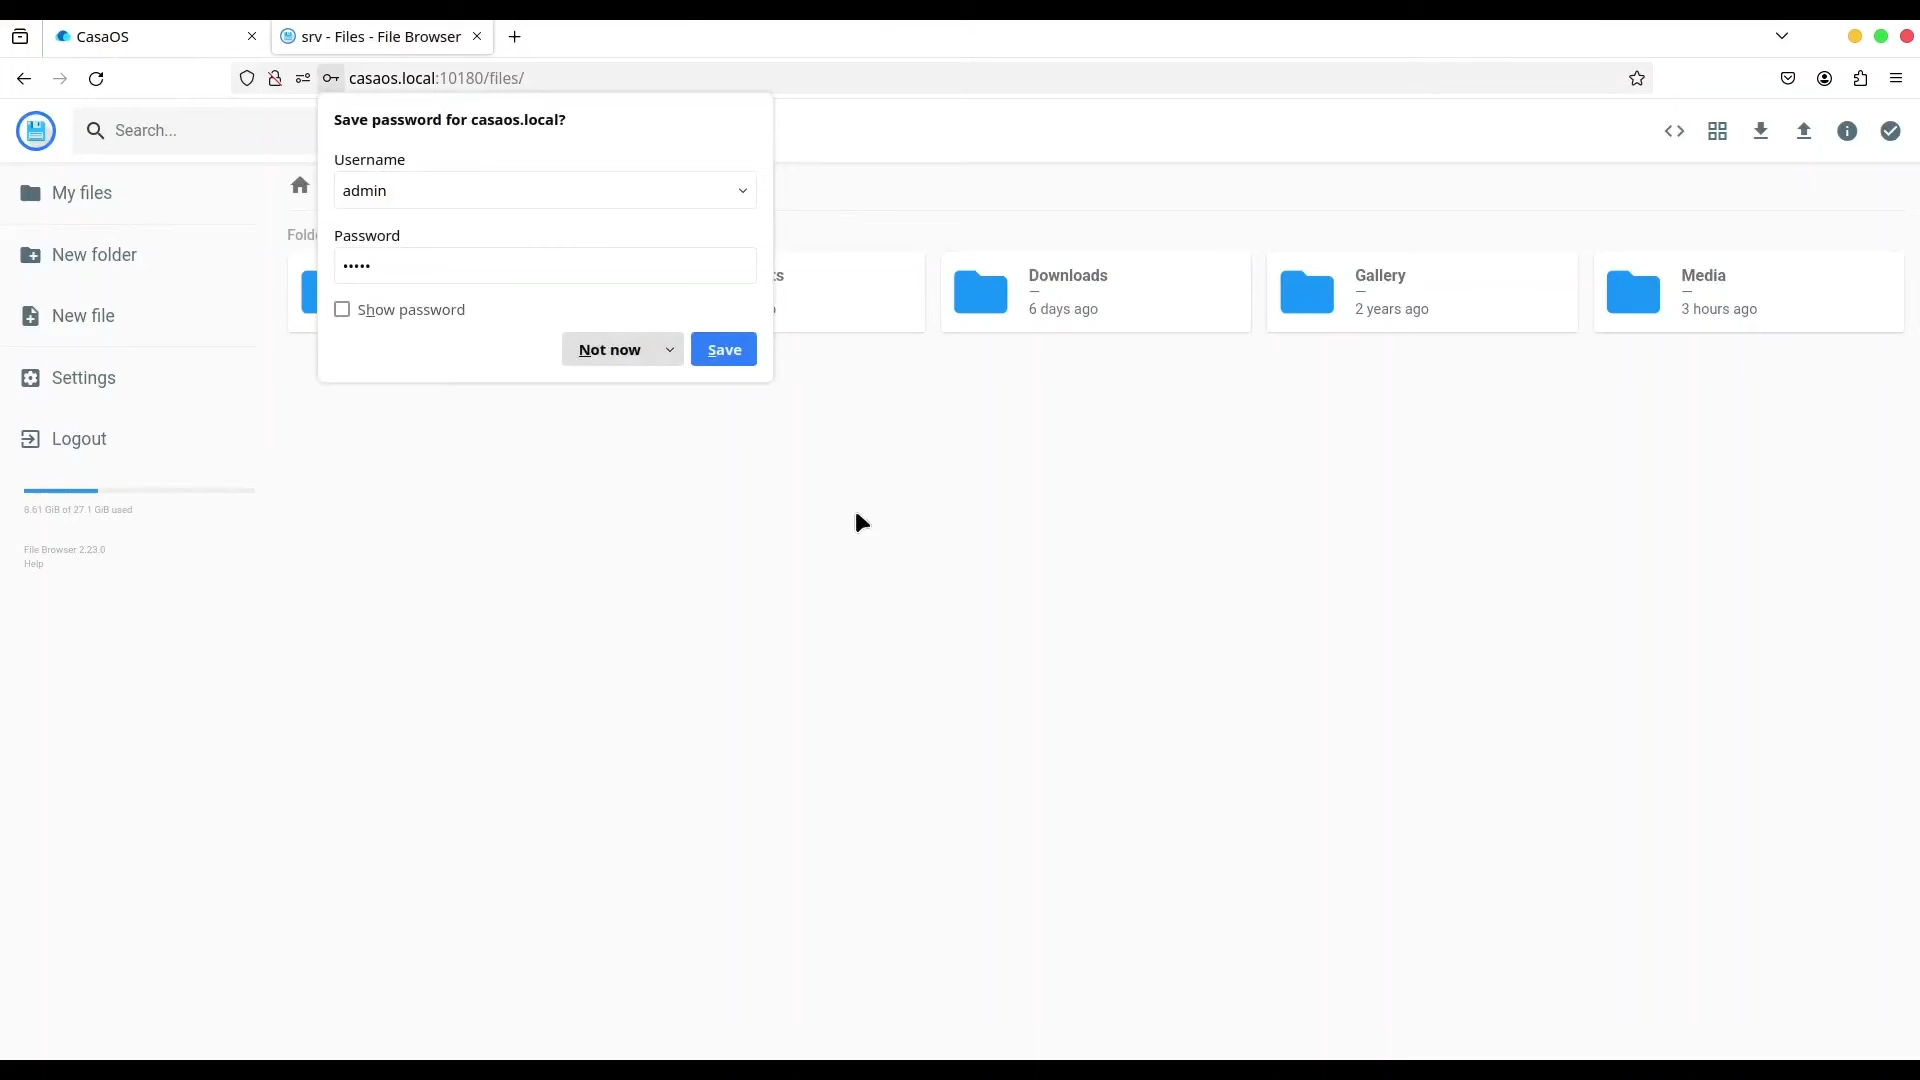 CasaOS
srv - Files - File Browser
casaos.local:10180/files/
Search...
Save password for casaos.local?
Username
admin
Password
•••••
Show password
Not now
Save
My files
New folder
New file
Settings
Logout
8.61 GiB of 27.1 GiB used
File Browser 2.23.0
Help
Downloads
—
6 days ago
Gallery
—
2 years ago
Media
—
3 hours ago